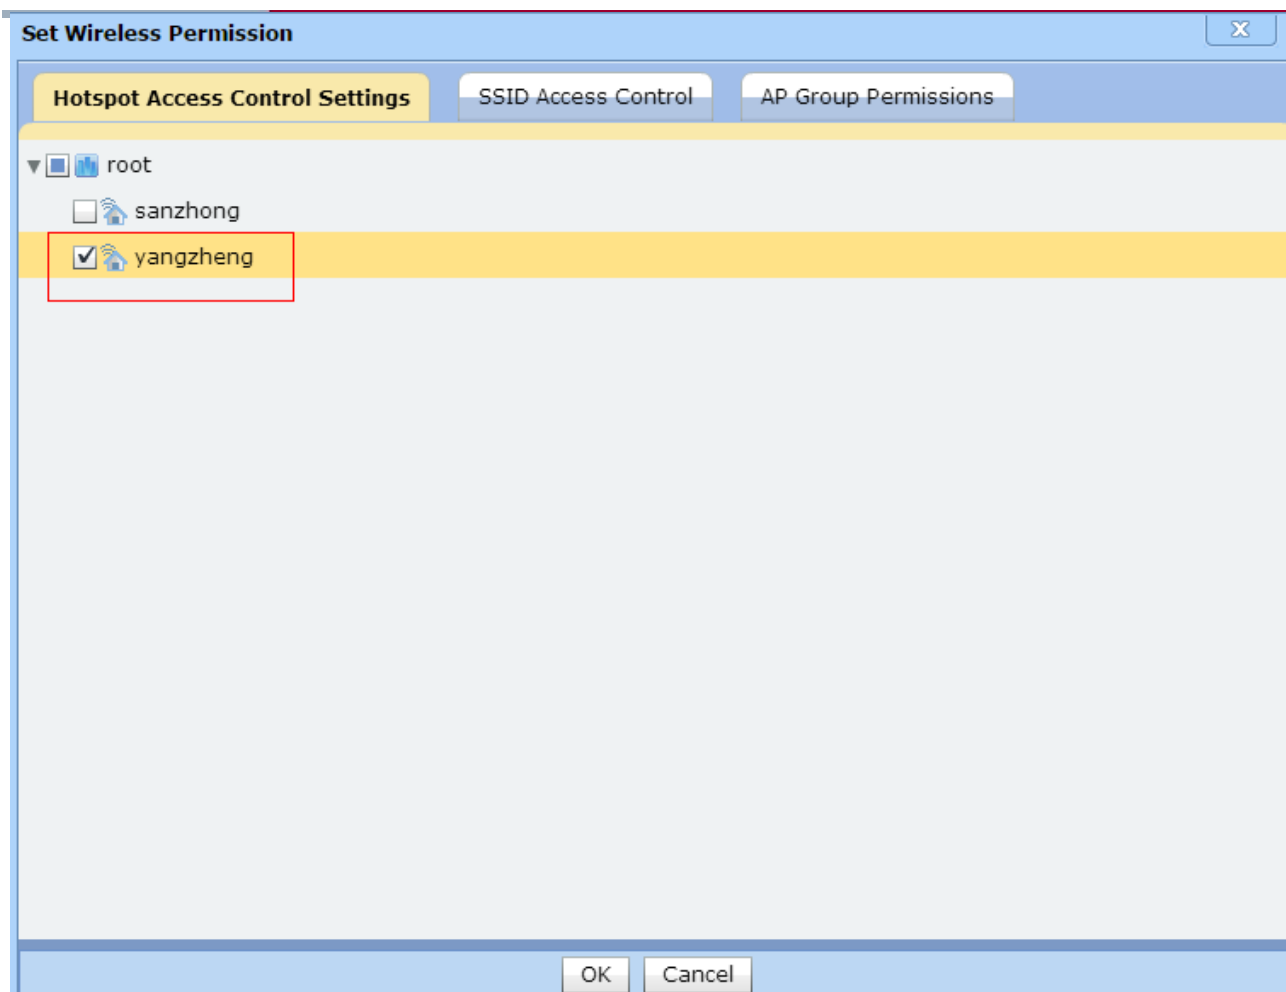 Set Wireless Permission
Hotspot Access Control Settings SSID Access Control AP Group Permissions
root
sanzhong
yangzheng
OK Cancel